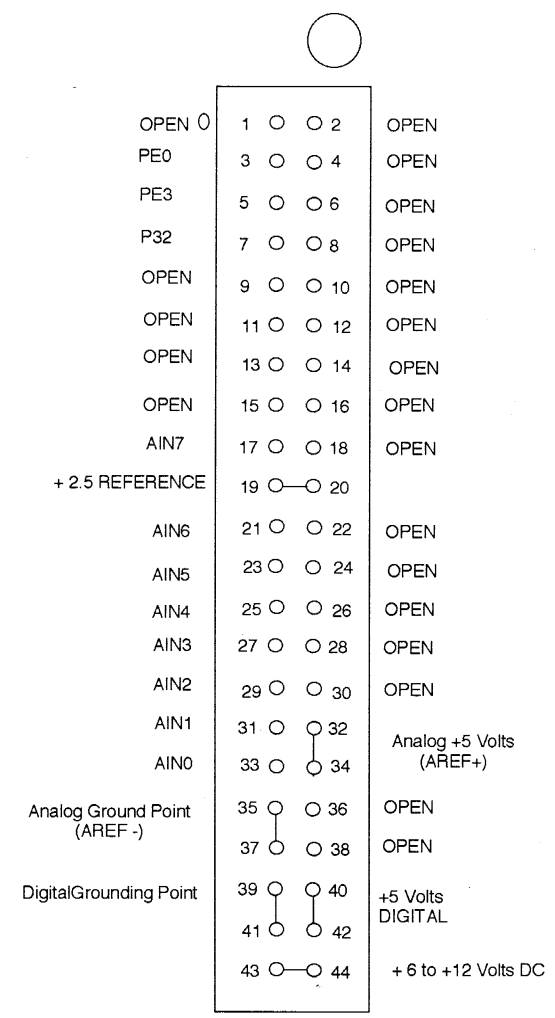 OPEN 0 1 2 OPEN
PE0 3 4 OPEN
PE3 5 6 OPEN
P32 7 8 OPEN
OPEN 9 10 OPEN
OPEN 11 12 OPEN
OPEN 13 14 OPEN
OPEN 15 16 OPEN
AIN7 17 18 OPEN
+ 2.5 REFERENCE 19 20
AIN6 21 22 OPEN
AIN5 23 24 OPEN
AIN4 25 26 OPEN
AIN3 27 28 OPEN
AIN2 29 30 OPEN
AIN1 31 32
Analog +5 Volts
(AREF+)
AIN0 33 34
Analog Ground Point
(AREF -)
35 36 OPEN
37 38 OPEN
DigitalGrounding Point 39 40
+5 Volts
DIGITAL
41 42
43 44 + 6 to +12 Volts DC